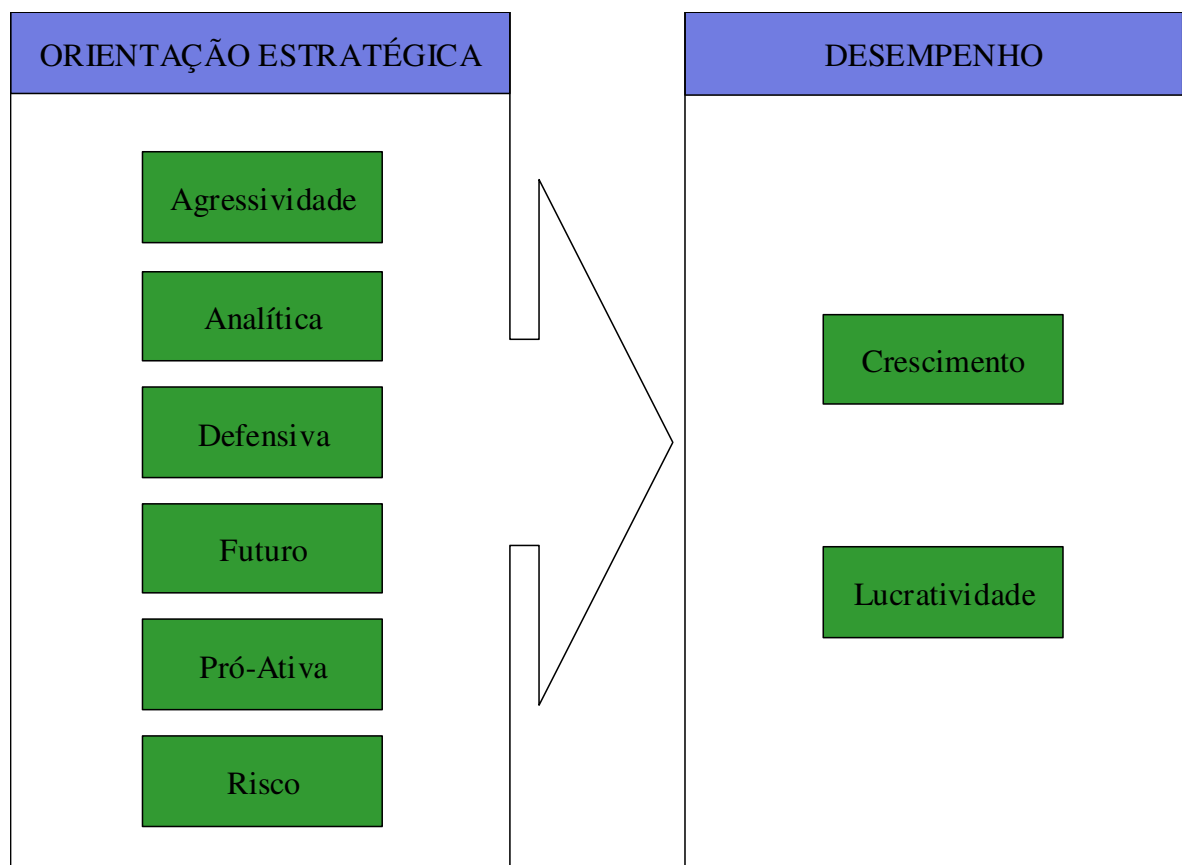 ORIENTAÇÃO ESTRATÉGICA
Agressividade
Analítica
Defensiva
Futuro
Pró-Ativa
Risco
DESEMPENHO
Crescimento
Lucratividade